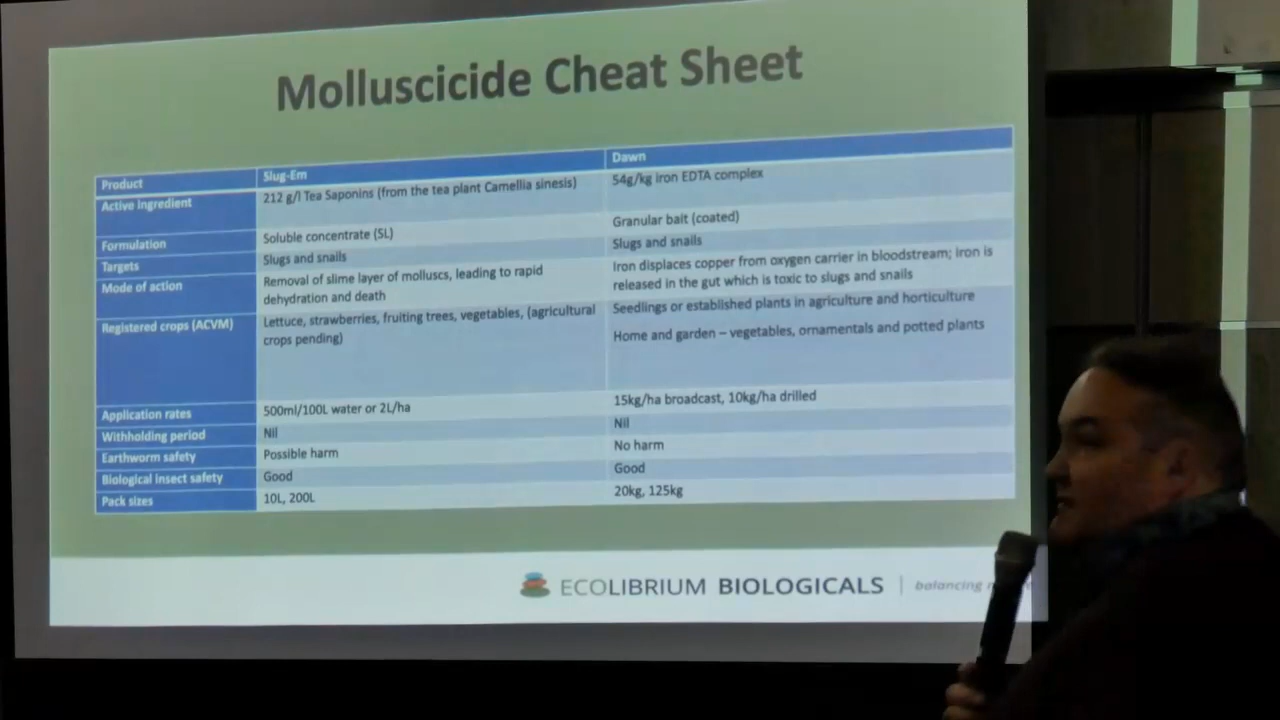 Molluscicide Cheat Sheet
Product Slug-Em Dawn
Active Ingredient 212 g/l Tea Saponins (from the tea plant Camellia sinesis) 54g/kg iron EDTA complex
Formulation Soluble concentrate (SL) Granular bait (coated)
Targets Slugs and snails Slugs and snails
Mode of action Removal of slime layer of molluscs, leading to rapid Iron displaces copper from oxygen carrier in bloodstream; iron is
dehydration and death released in the gut which is toxic to slugs and snails
Registered crops (ACVM) Lettuce, strawberries, fruiting trees, vegetables, (agricultural Seedlings or established plants in agriculture and horticulture
crops pending) Home and garden – vegetables, ornamentals and potted plants
Application rates 500ml/100L water or 2L/ha 15kg/ha broadcast, 10kg/ha drilled
Withholding period Nil Nil
Earthworm safety Possible harm No harm
Biological insect safety Good Good
Pack sizes 10L, 200L 20kg, 125kg
ECOLIBRIUM BIOLOGICALS | balancing